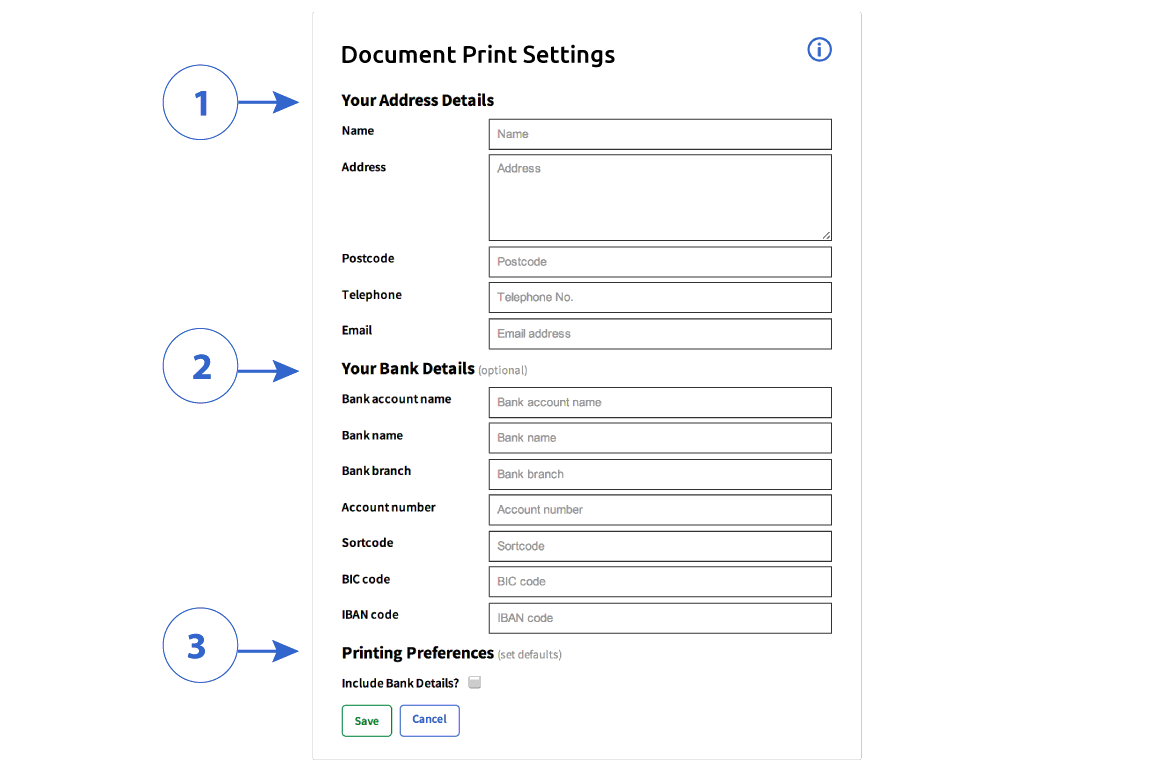 Document Print Settings
1
Your Address Details
Name Name
Address Address
Postcode Postcode
Telephone Telephone No.
Email Email address
2
Your Bank Details (optional)
Bank account name Bank account name
Bank name Bank name
Bank branch Bank branch
Account number Account number
Sortcode Sortcode
BIC code BIC code
IBAN code IBAN code
3
Printing Preferences (set defaults)
Include Bank Details?
Save Cancel